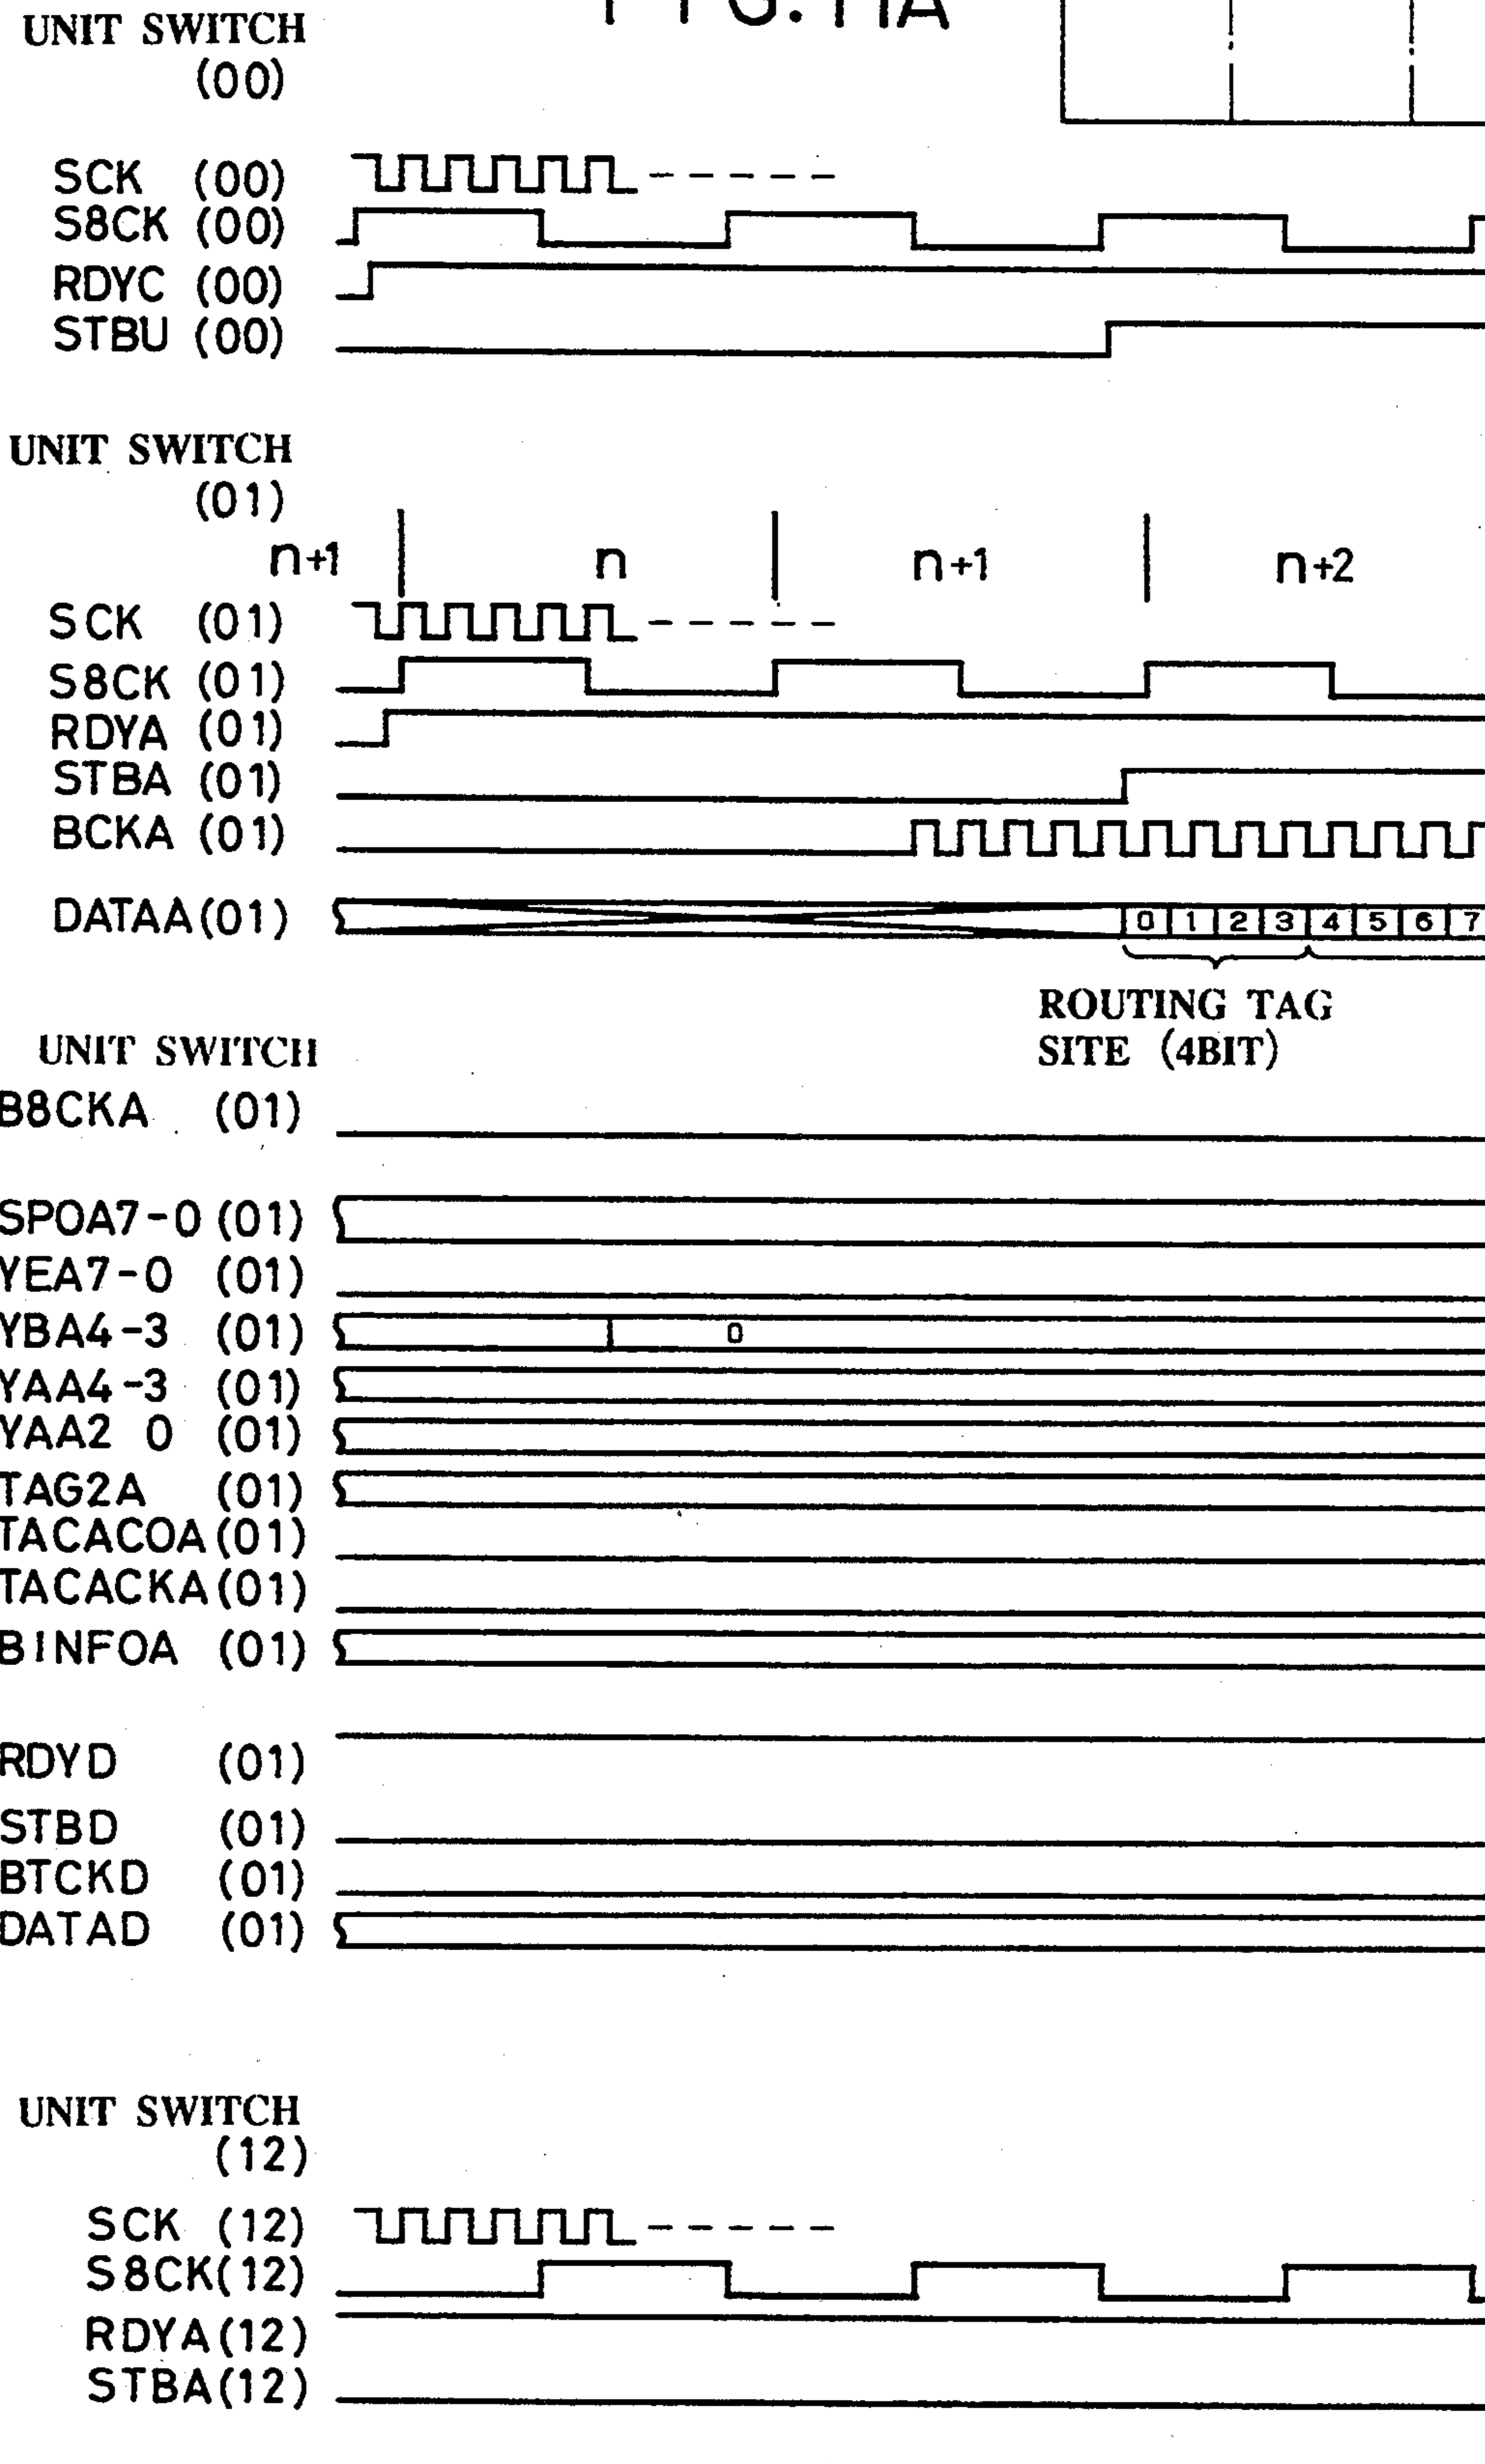 FIG. 11A
UNIT SWITCH
(00)
SCK (00)
S8CK (00)
RDYC (00)
STBU (00)
UNIT SWITCH
(01)
n+1 n n+1 n+2
SCK (01)
S8CK (01)
RDYA (01)
STBA (01)
BCKA (01)
DATAA (01) 0 1 2 3 4 5 6 7
ROUTING TAG
SITE (4BIT)
UNIT SWITCH
B8CKA (01)
SPOA7-0 (01)
YEA7-0 (01)
YBA4-3 (01) 0
YAA4-3 (01)
YAA2 0 (01)
TAG2A (01)
TACACOA (01)
TACACKA (01)
BINFOA (01)
RDYD (01)
STBD (01)
BTCKD (01)
DATAD (01)
UNIT SWITCH
(12)
SCK (12)
S8CK (12)
RDYA (12)
STBA (12)